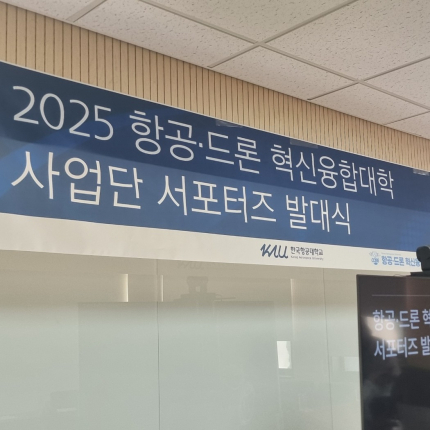 2025 항공·드론 혁신융합대학
사업단 서포터즈 발대식
KAU 한국항공대학교
항공·드론 혁신융
항공·드론 혁
서포터즈 발